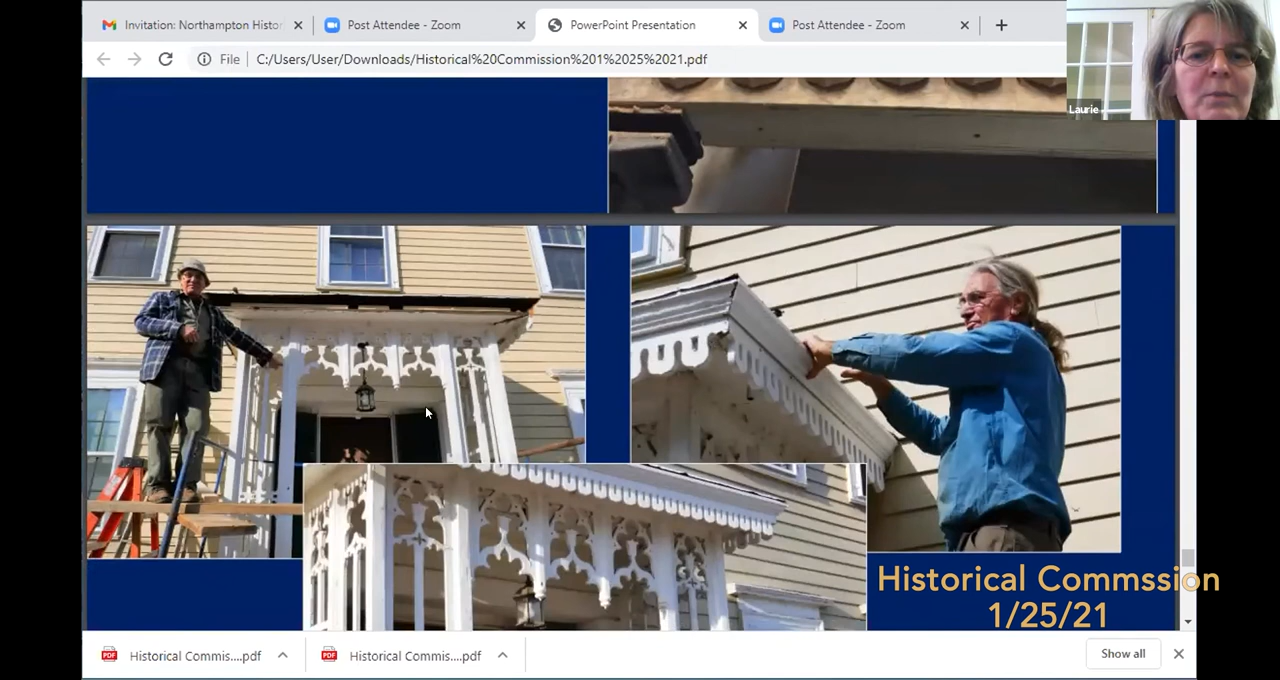 Invitation: Northampton Histor
Post Attendee - Zoom
PowerPoint Presentation
Post Attendee - Zoom
File
C:/Users/User/Downloads/Historical%20Commission%201%2025%2021.pdf
Laurie
Historical Commssion
1/25/21
Historical Commis....pdf
Historical Commis....pdf
Show all